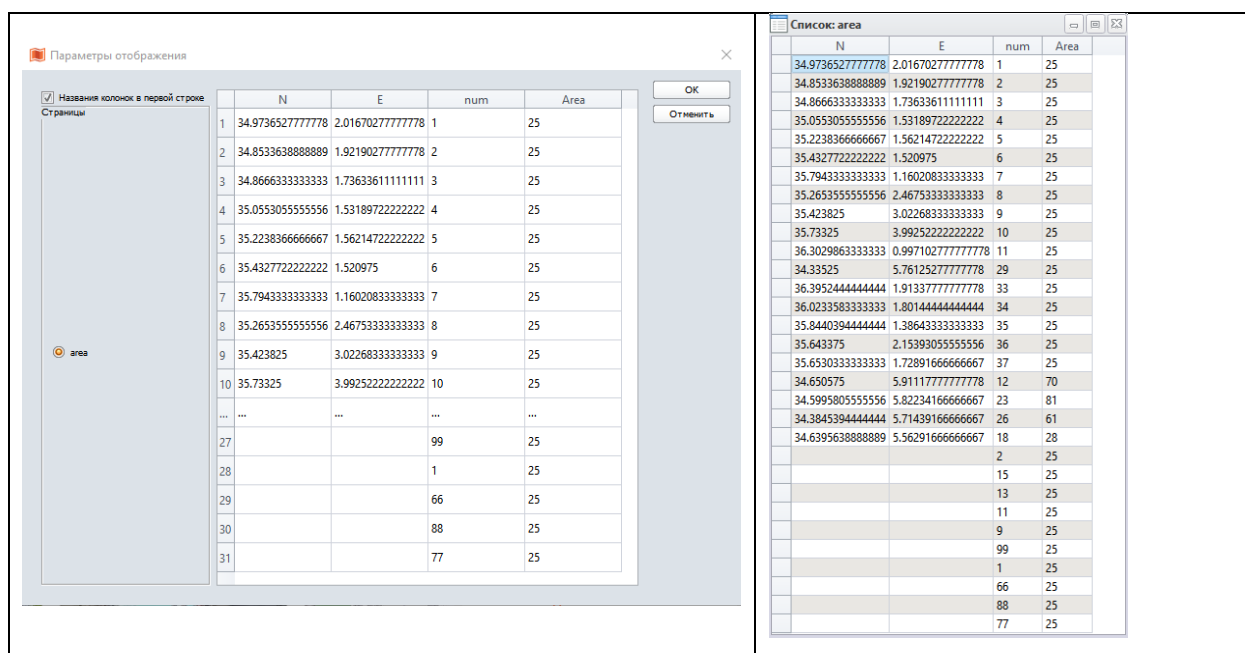 Параметры отображения
Названия колонок в первой строке
Страницы
area
N E num Area
1 34.9736527777778 2.01670277777778 1 25
2 34.8533638888889 1.92190277777778 2 25
3 34.8666333333333 1.73633611111111 3 25
4 35.0553055555556 1.53189722222222 4 25
5 35.2238366666667 1.56214722222222 5 25
6 35.4327722222222 1.520975 6 25
7 35.7943333333333 1.16020833333333 7 25
8 35.2653555555556 2.46753333333333 8 25
9 35.423825 3.02268333333333 9 25
10 35.73325 3.99252222222222 10 25
... ... ... ... ...
27 99 25
28 1 25
29 66 25
30 88 25
31 77 25
ОК
Отменить
Список: area
N E num Area
34.9736527777778 2.01670277777778 1 25
34.8533638888889 1.92190277777778 2 25
34.8666333333333 1.73633611111111 3 25
35.0553055555556 1.53189722222222 4 25
35.2238366666667 1.56214722222222 5 25
35.4327722222222 1.520975 6 25
35.7943333333333 1.16020833333333 7 25
35.2653555555556 2.46753333333333 8 25
35.423825 3.02268333333333 9 25
35.73325 3.99252222222222 10 25
36.3029863333333 0.997102777777778 11 25
34.33525 5.76125277777778 29 25
36.3952444444444 1.91337777777778 33 25
36.0233583333333 1.80144444444444 34 25
35.8440394444444 1.38643333333333 35 25
35.643375 2.15393055555556 36 25
35.6530333333333 1.72891666666667 37 25
34.650575 5.91117777777778 12 70
34.5995805555556 5.82234166666667 23 81
34.3845394444444 5.71439166666667 26 61
34.6395638888889 5.56291666666667 18 28
2 25
15 25
13 25
11 25
9 25
99 25
1 25
66 25
88 25
77 25